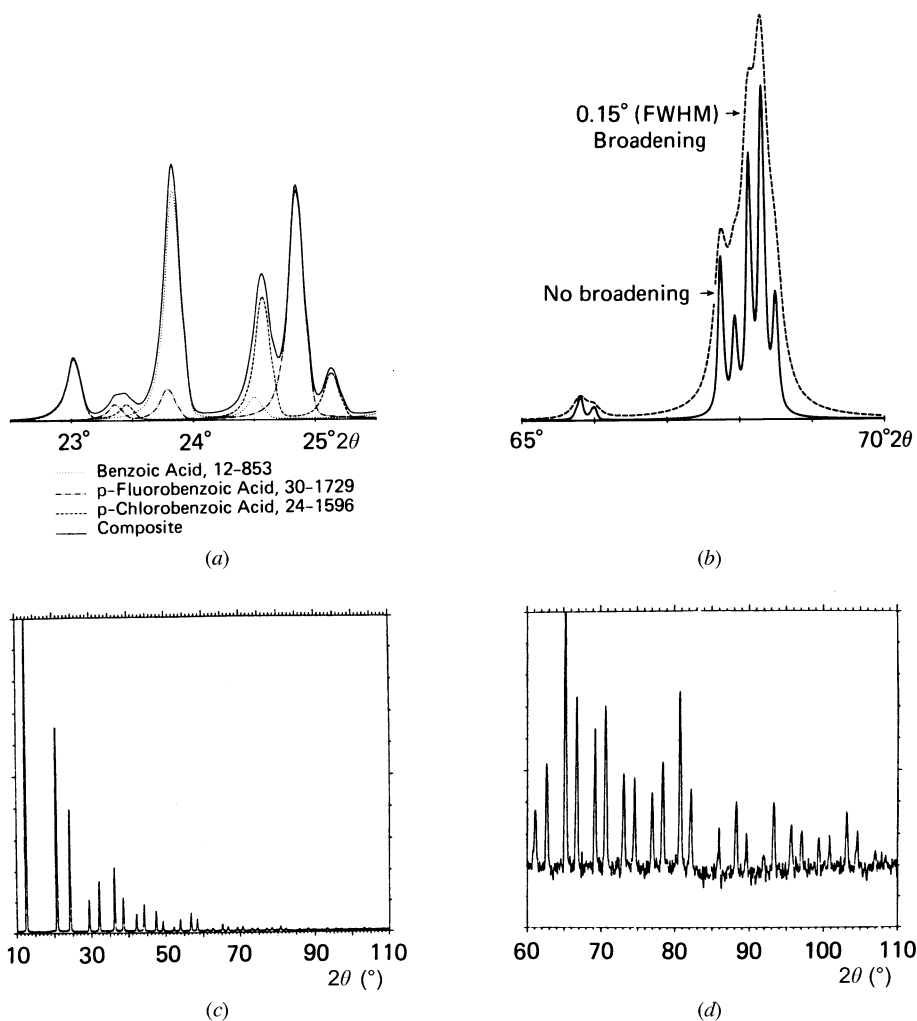 23° 24° 25°2θ
Benzoic Acid, 12-853
p-Fluorobenzoic Acid, 30-1729
p-Chlorobenzoic Acid, 24-1596
Composite
(a)
0.15° (FWHM)
Broadening
No broadening
65° 70°2θ
(b)
10 30 50 70 90 110
2θ (°)
(c)
60 70 80 90 100 110
2θ (°)
(d)